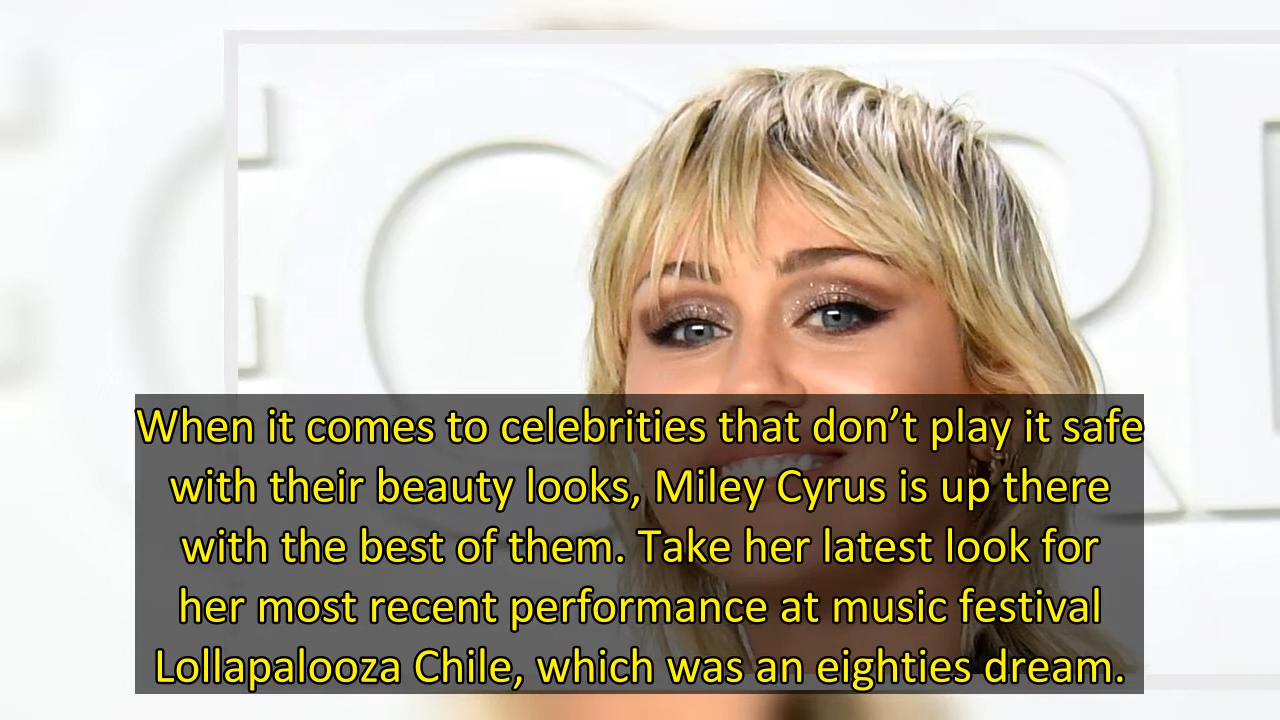 When it comes to celebrities that don’t play it safe
with their beauty looks, Miley Cyrus is up there
with the best of them. Take her latest look for
her most recent performance at music festival
Lollapalooza Chile, which was an eighties dream.